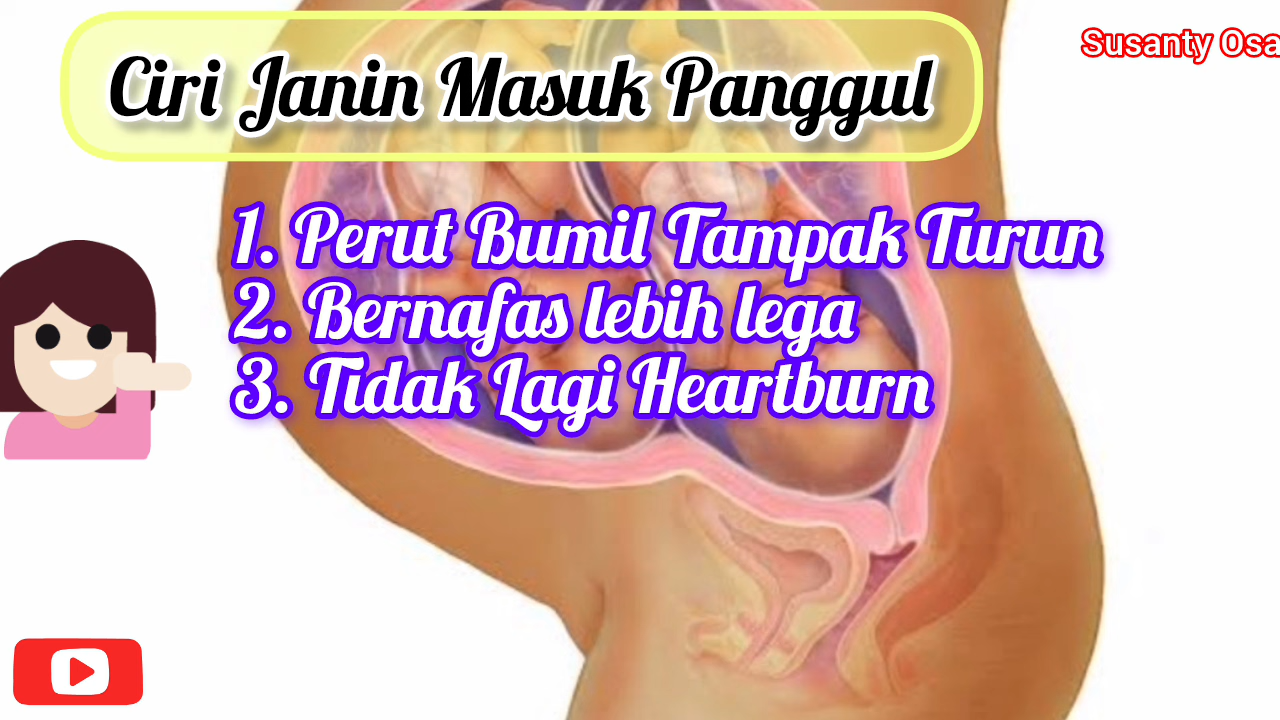 Ciri Janin Masuk Panggul
Susanty Osa
1. Perut Bumil Tampak Turun
2. Bernafas lebih lega
3. Tidak Lagi Heartburn